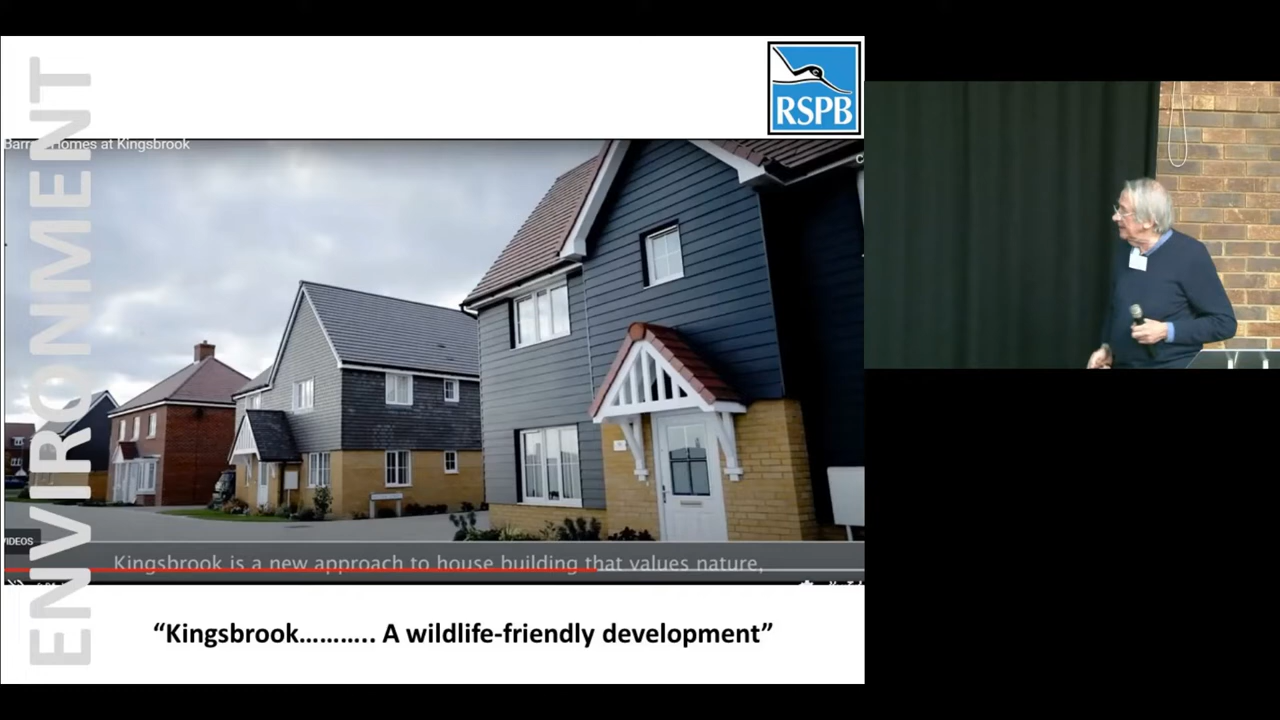 ENVIRONMENT
RSPB
Homes at Kingsbrook
VIDEOS
Kingsbrook is a new approach to house building that values nature,
“Kingsbrook……….. A wildlife-friendly development”